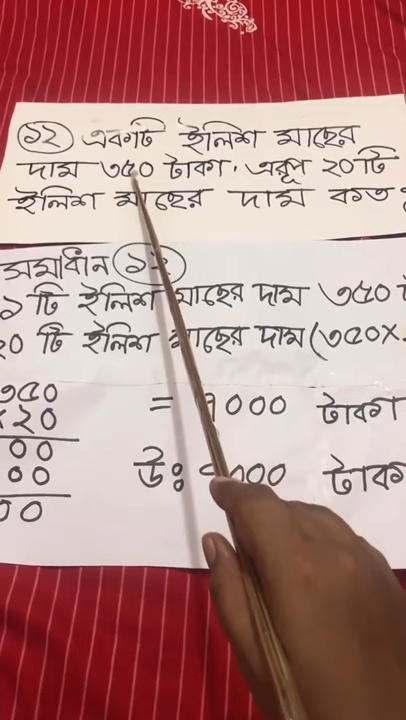 ১২ একটি ইলিশ মাছের
দাম ৩৫০ টাকা। এরূপ ২০টি
ইলিশ মাছের দাম কত
সমাধান
১ টি ইলিশ মাছের দাম ৩৫০
২০ টি ইলিশ মাছের দাম (৩৫০×
৩৫০
×২০
০০
০০
০০
= ৭০০০ টাকা
উঃ ৭০০০ টাকা